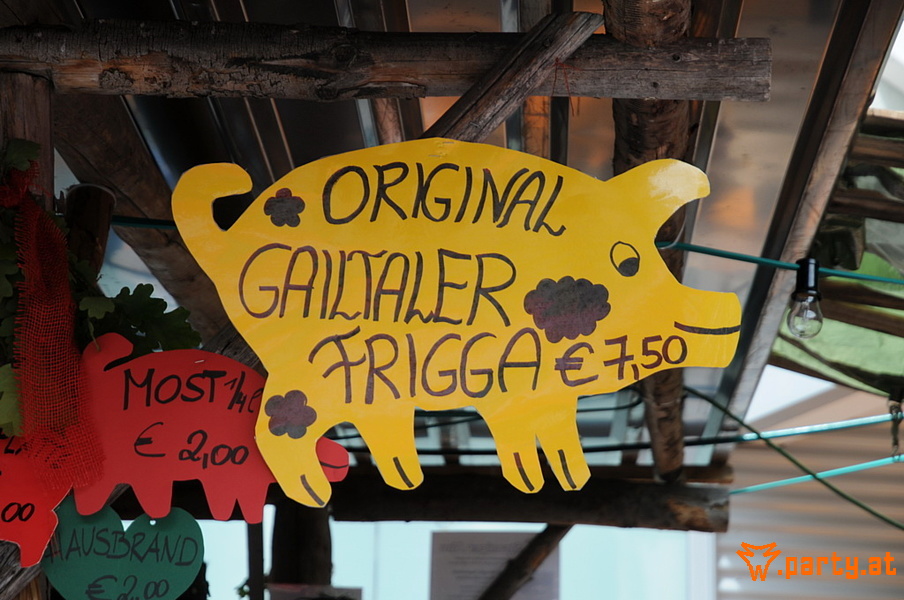 ORIGINAL
GAILTALER
FRIGGA €7,50
MOST 1/4 l
€ 2,00
00
HAUSBRAND
€ 2,00
w.party.at